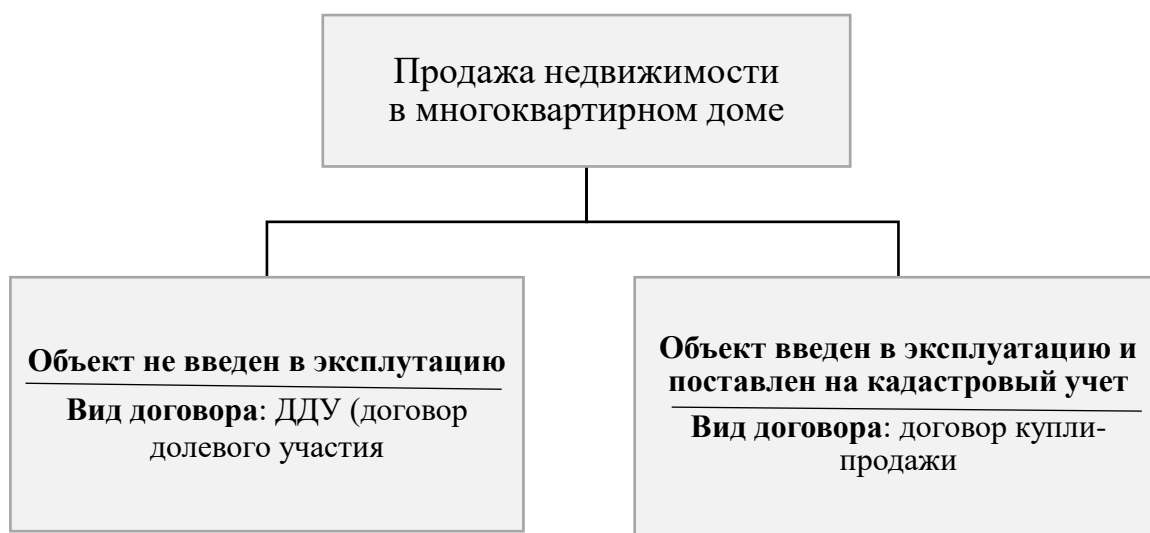 Продажа недвижимости
в многоквартирном доме
Объект не введен в эксплутацию
Вид договора: ДДУ (договор
долевого участия
Объект введен в эксплуатацию и
поставлен на кадастровый учет
Вид договора: договор купли-
продажи